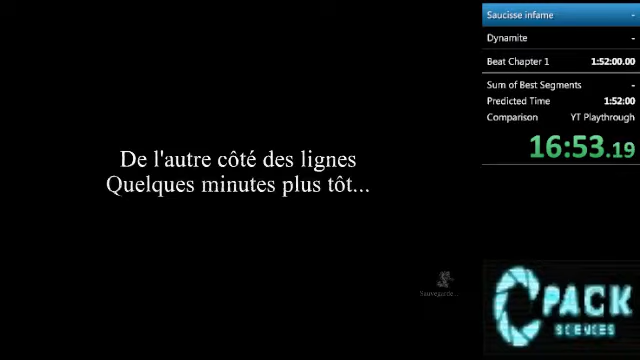 De l'autre côté des lignes
Quelques minutes plus tôt...
Sauvegarde...
Saucisse infame -
Dynamite -
Beat Chapter 1 1:52:00.00
Sum of Best Segments -
Predicted Time 1:52:00
Comparison YT Playthrough
16:53.19
PACK
SCIENCES